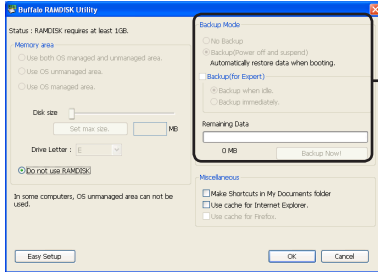 Buffalo RAMDISK Utility
Status : RAMDISK requires at least 1GB.
Memory area
Use both OS managed and unmanaged area.
Use OS unmanaged area.
Use OS managed area.
Disk size
Set max size.
MB
Drive Letter : E
Do not use RAMDISK
In some computers, OS unmanaged area can not be
used.
Easy Setup
Backup Mode
No Backup
Backup(Power off and suspend)
Automatically restore data when booting.
Backup(for Expert)
Backup when idle.
Backup immediately.
Remaining Data
0 MB
Backup Now!
Miscellaneous
Make Shortcuts in My Documents folder
Use cache for Internet Explorer.
Use cache for Firefox.
OK
Cancel